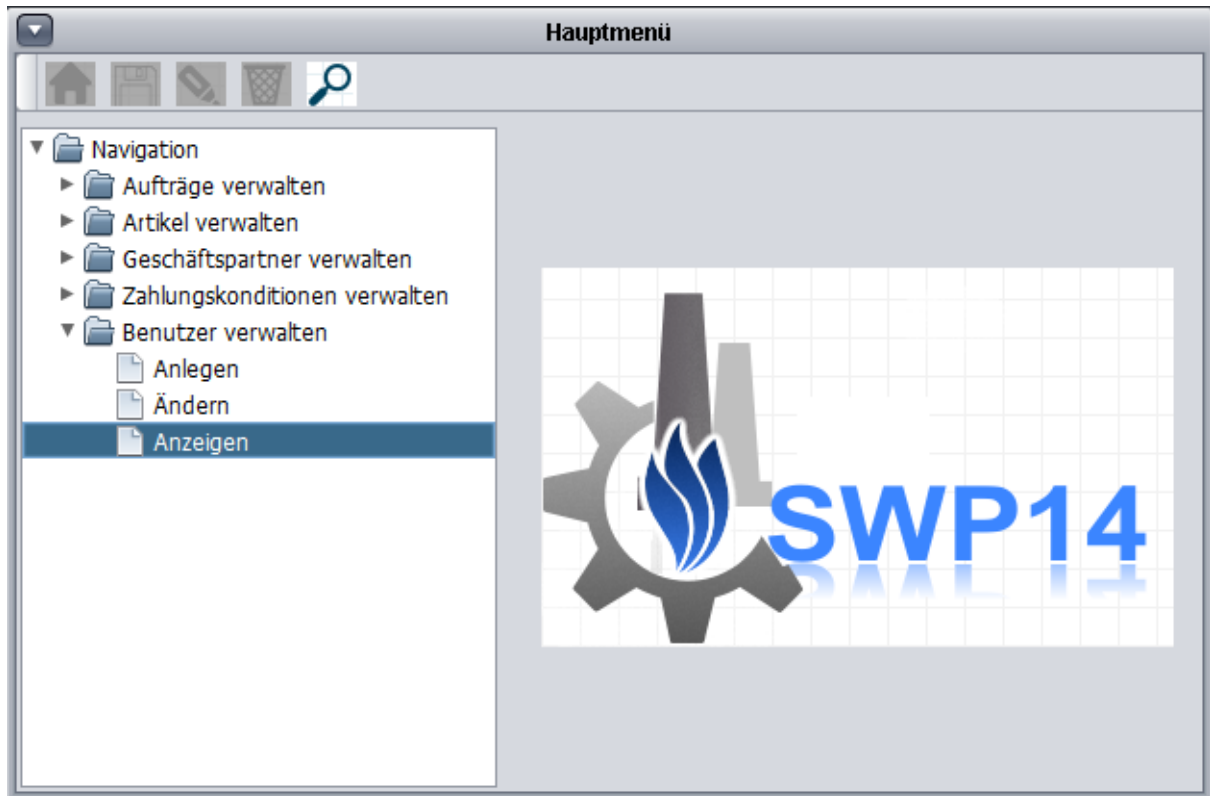 Hauptmenü
Navigation
Aufträge verwalten
Artikel verwalten
Geschäftspartner verwalten
Zahlungskonditionen verwalten
Benutzer verwalten
Anlegen
Ändern
Anzeigen
SWP14